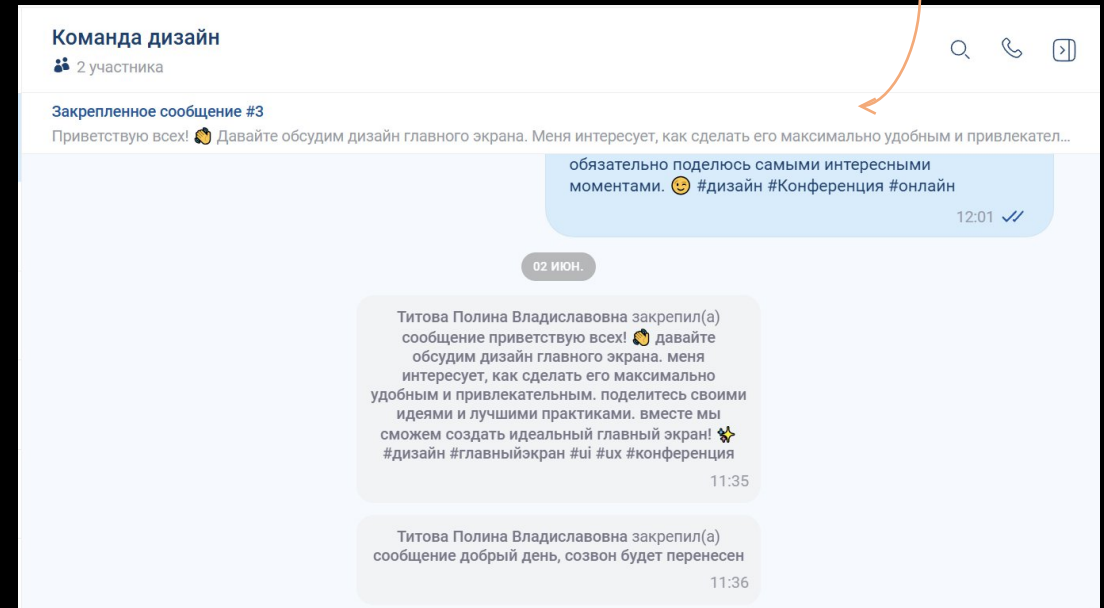 Команда дизайн
2 участника
Закрепленное сообщение #3
Приветствую всех! 👏 Давайте обсудим дизайн главного экрана. Меня интересует, как сделать его максимально удобным и привлекател...
обязательно поделюсь самыми интересными
моментами. 😉 #дизайн #Конференция #онлайн
12:01
02 ИЮН.
Титова Полина Владиславовна закрепил(а)
сообщение приветствую всех! 👏 давайте
обсудим дизайн главного экрана. меня
интересует, как сделать его максимально
удобным и привлекательным. поделитесь своими
идеями и лучшими практиками. вместе мы
сможем создать идеальный главный экран! ✨
#дизайн #главныйэкран #ui #ux #конференция
11:35
Титова Полина Владиславовна закрепил(а)
сообщение добрый день, созвон будет перенесен
11:36